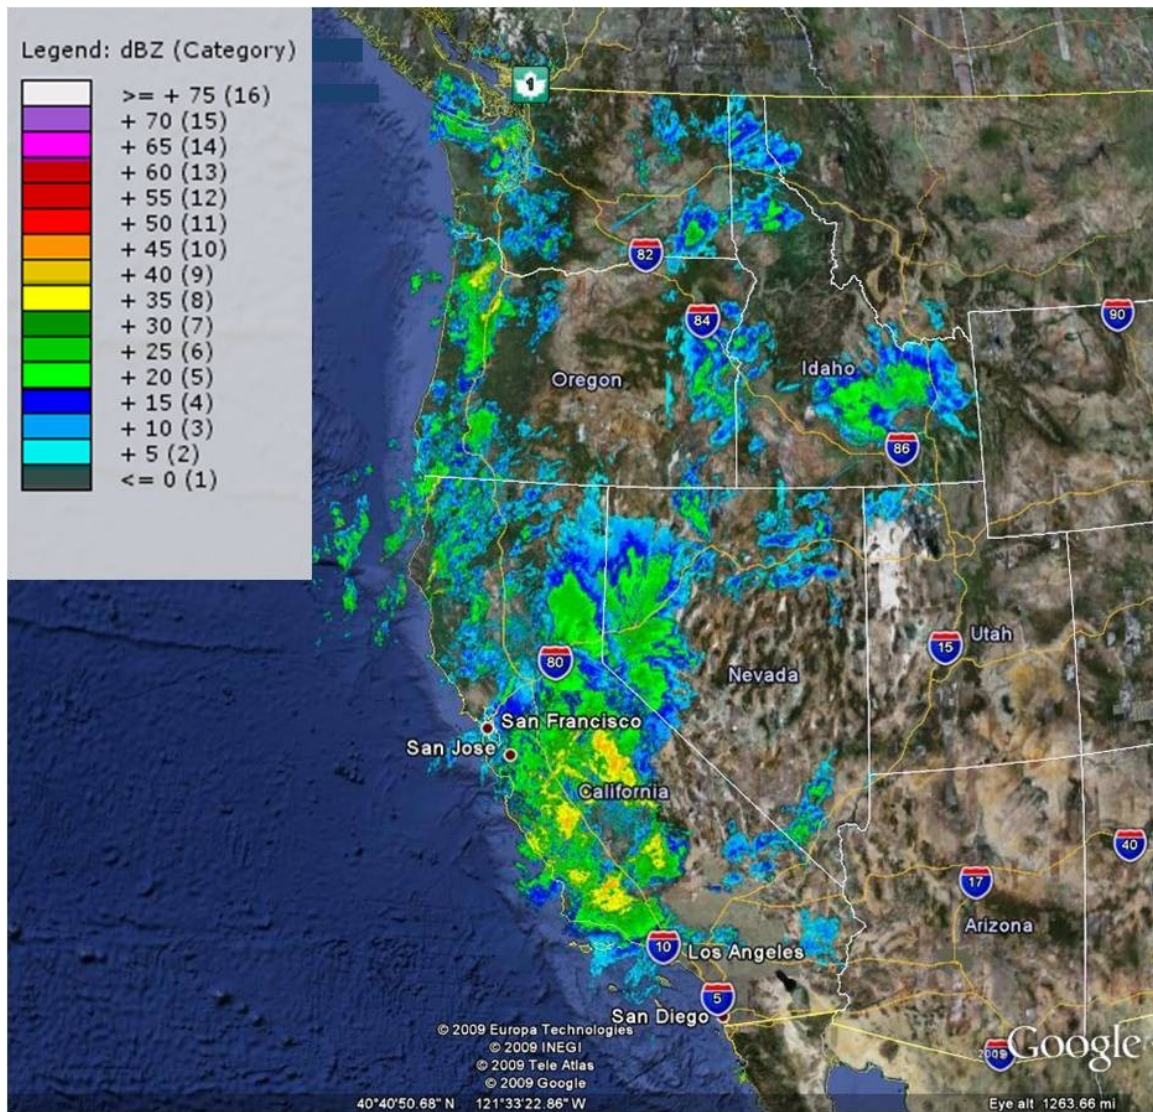 Legend: dBZ (Category)
>= + 75 (16)
+ 70 (15)
+ 65 (14)
+ 60 (13)
+ 55 (12)
+ 50 (11)
+ 45 (10)
+ 40 (9)
+ 35 (8)
+ 30 (7)
+ 25 (6)
+ 20 (5)
+ 15 (4)
+ 10 (3)
+ 5 (2)
<= 0 (1)
1
82
84
90
Oregon
Idaho
86
80
15
Utah
Nevada
San Francisco
San Jose
California
40
17
Arizona
10
Los Angeles
5
San Diego
© 2009 Europa Technologies
© 2009 INEGI
© 2009 Tele Atlas
© 2009 Google
Google
40°40'50.68" N 121°33'22.86" W
Eye alt 1263.66 mi